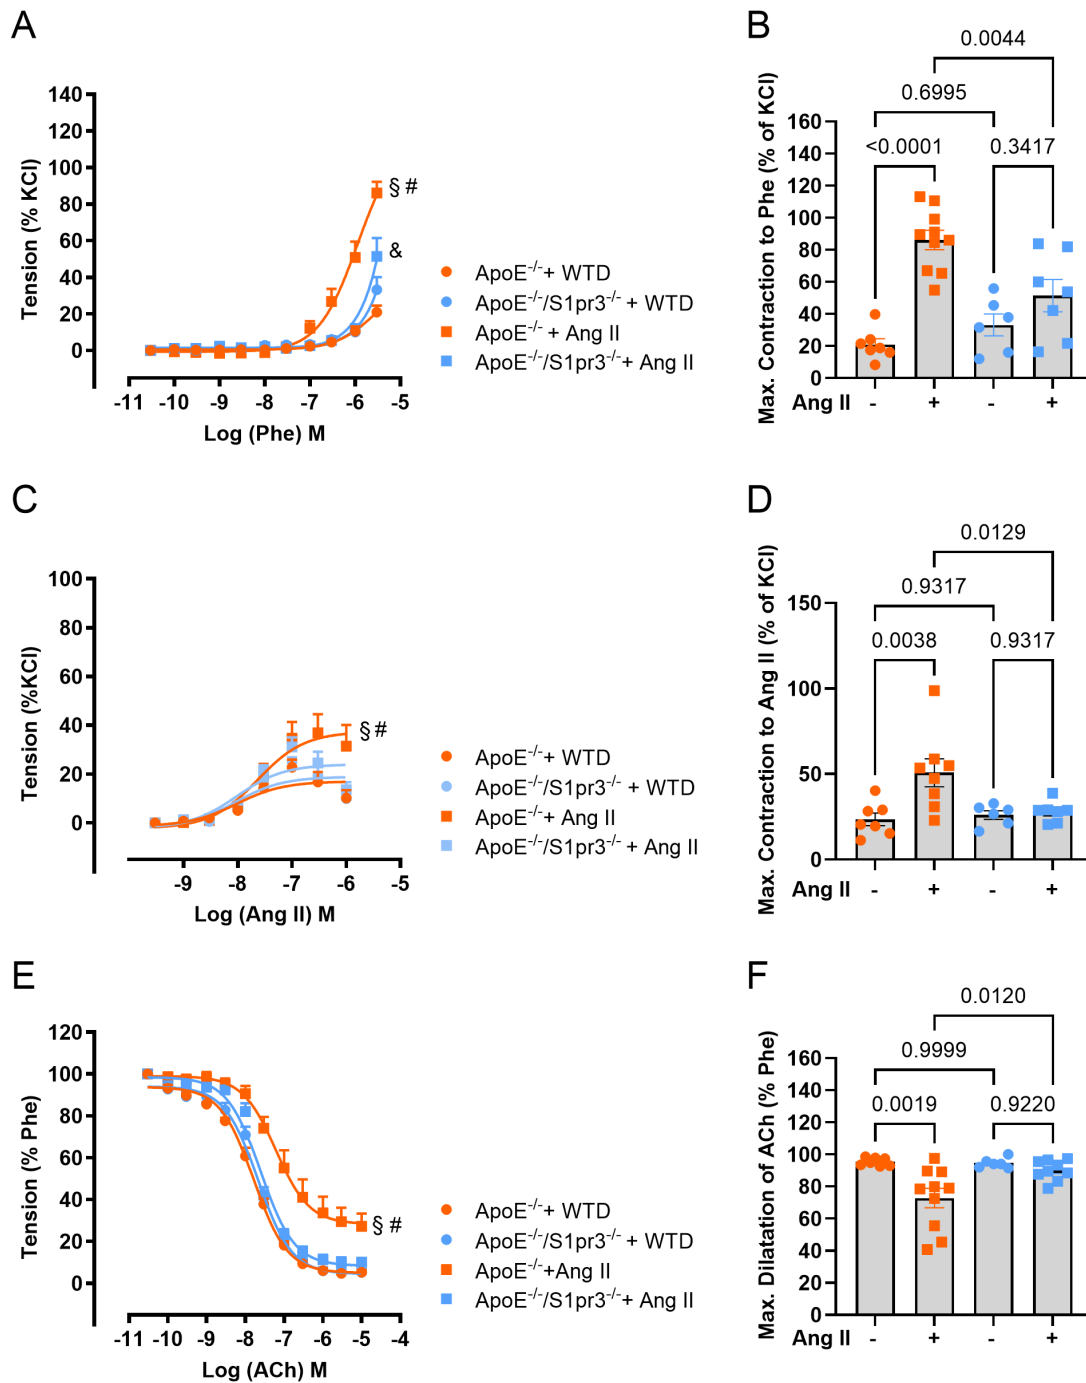 A
Tension (% KCl)
140
120
100
80
60
40
20
0
§ #
&
-11 -10 -9 -8 -7 -6 -5
Log (Phe) M
ApoE-/-+ WTD
ApoE-/-/S1pr3-/- + WTD
ApoE-/- + Ang II
ApoE-/-/S1pr3-/-+ Ang II
B
0.0044
0.6995
<0.0001 0.3417
Max. Contraction to Phe (% of KCl)
160
140
120
100
80
60
40
20
0
Ang II - + - +
C
Tension (%KCl)
100
80
60
40
20
0
§ #
-9 -8 -7 -6 -5
Log (Ang II) M
ApoE-/-+ WTD
ApoE-/-/S1pr3-/- + WTD
ApoE-/-+ Ang II
ApoE-/-/S1pr3-/- + Ang II
D
0.0129
0.9317
0.0038 0.9317
Max. Contraction to Ang II (% of KCl)
150
100
50
0
Ang II - + - +
E
Tension (% Phe)
120
100
80
60
40
20
0
§ #
-11 -10 -9 -8 -7 -6 -5 -4
Log (ACh) M
ApoE-/-+ WTD
ApoE-/-/S1pr3-/- + WTD
ApoE-/-+Ang II
ApoE-/-/S1pr3-/-+ Ang II
F
0.0120
0.9999
0.0019 0.9220
Max. Dilatation of ACh (% Phe)
160
140
120
100
80
60
40
20
0
Ang II - + - +